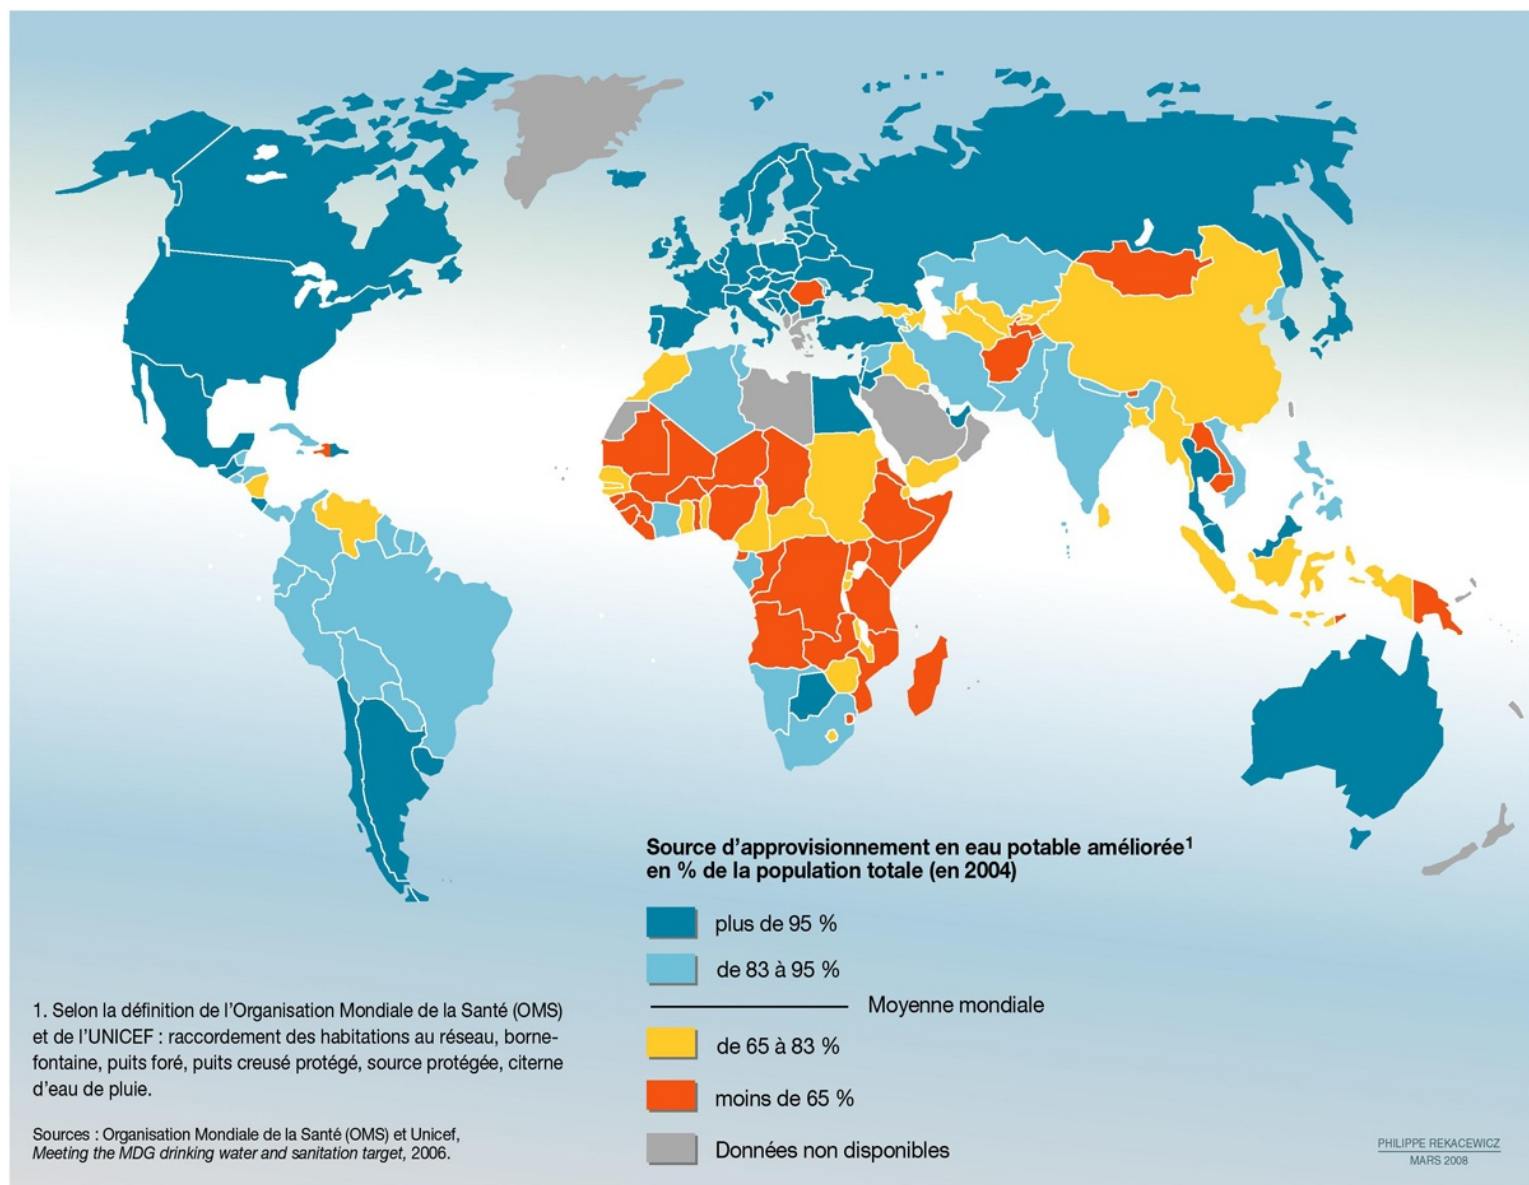 Source d’approvisionnement en eau potable améliorée1
en % de la population totale (en 2004)
plus de 95 %
de 83 à 95 %
Moyenne mondiale
de 65 à 83 %
moins de 65 %
Données non disponibles
1. Selon la définition de l’Organisation Mondiale de la Santé (OMS)
et de l’UNICEF : raccordement des habitations au réseau, borne-
fontaine, puits foré, puits creusé protégé, source protégée, citerne
d’eau de pluie.
Sources : Organisation Mondiale de la Santé (OMS) et Unicef,
Meeting the MDG drinking water and sanitation target, 2006.
PHILIPPE REKACEWICZ
MARS 2008